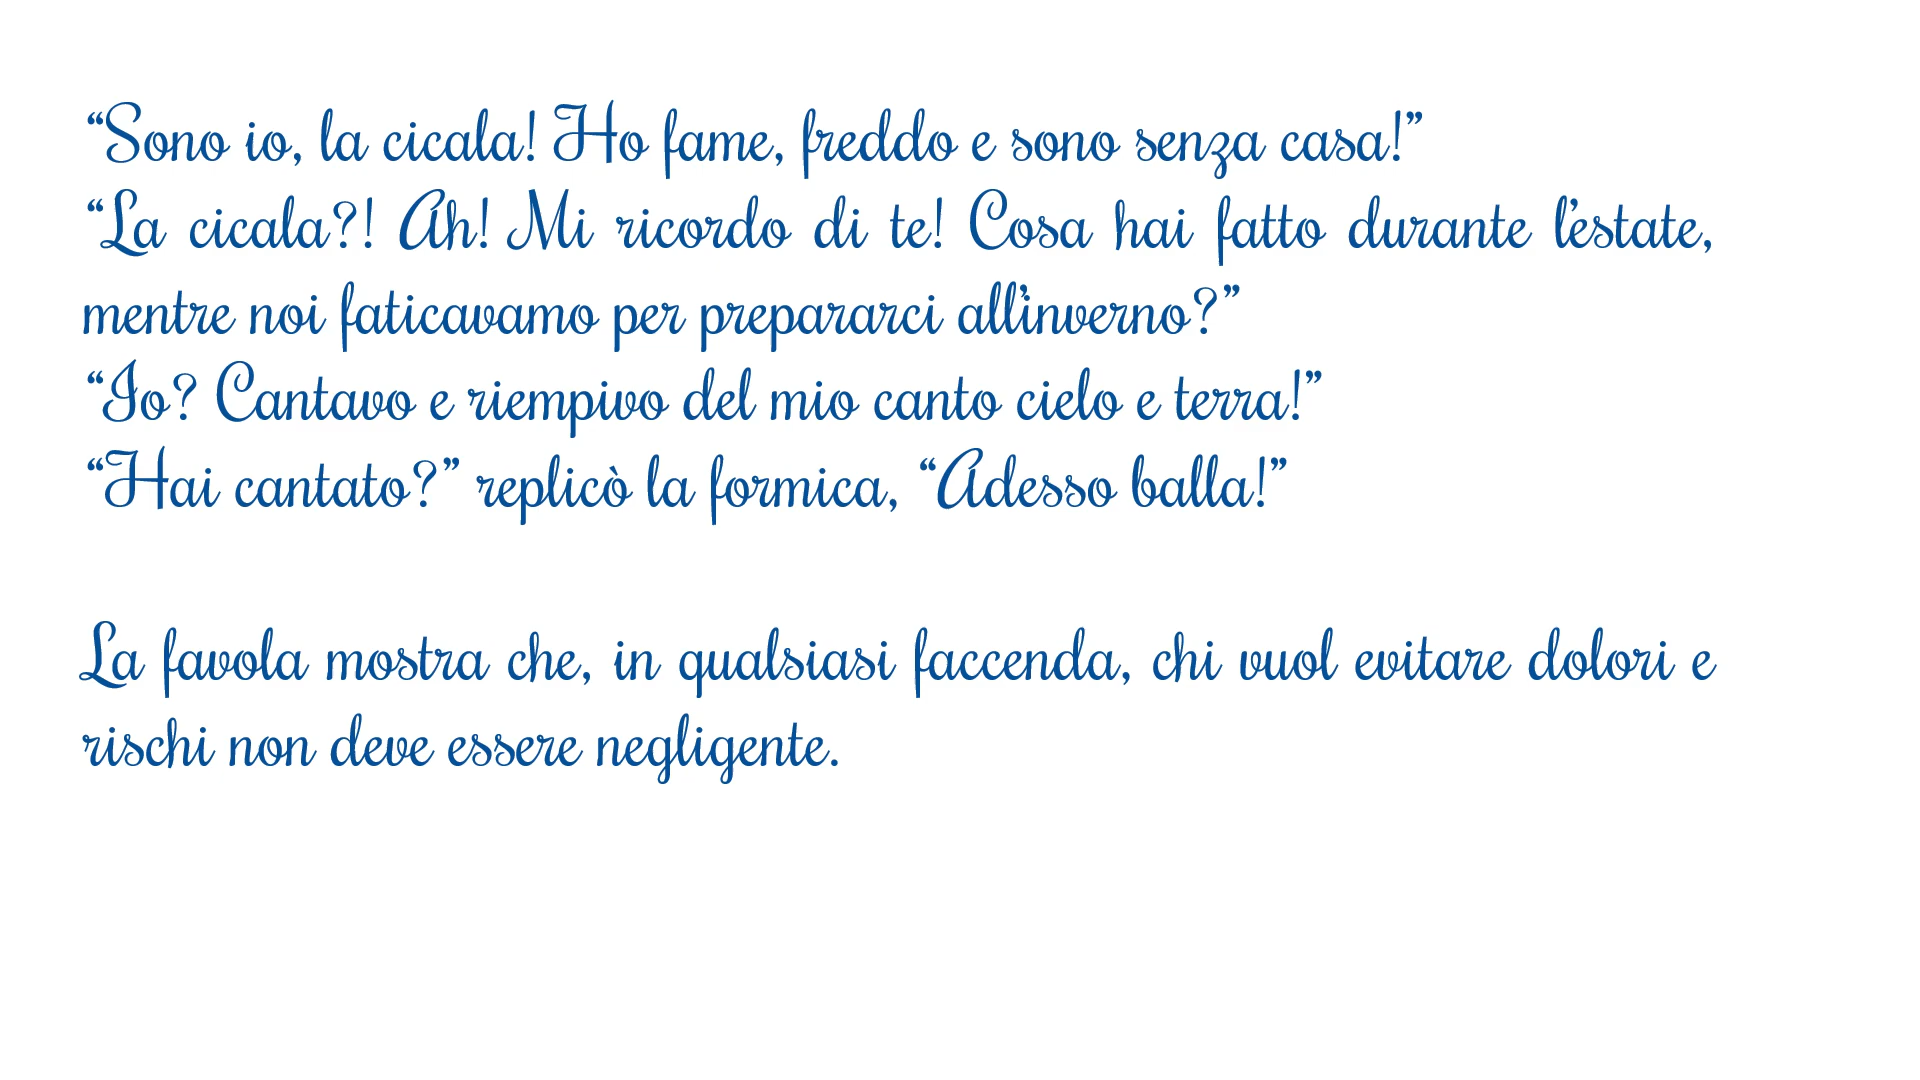 “Sono io, la cicala! Ho fame, freddo e sono senza casa!”
“La cicala?! Ah! Mi ricordo di te! Cosa hai fatto durante l’estate,
mentre noi faticavamo per prepararci all’inverno?”
“Io? Cantavo e riempivo del mio canto cielo e terra!”
“Hai cantato?” replicò la formica, “Adesso balla!”
La favola mostra che, in qualsiasi faccenda, chi vuol evitare dolori e
rischi non deve essere negligente.